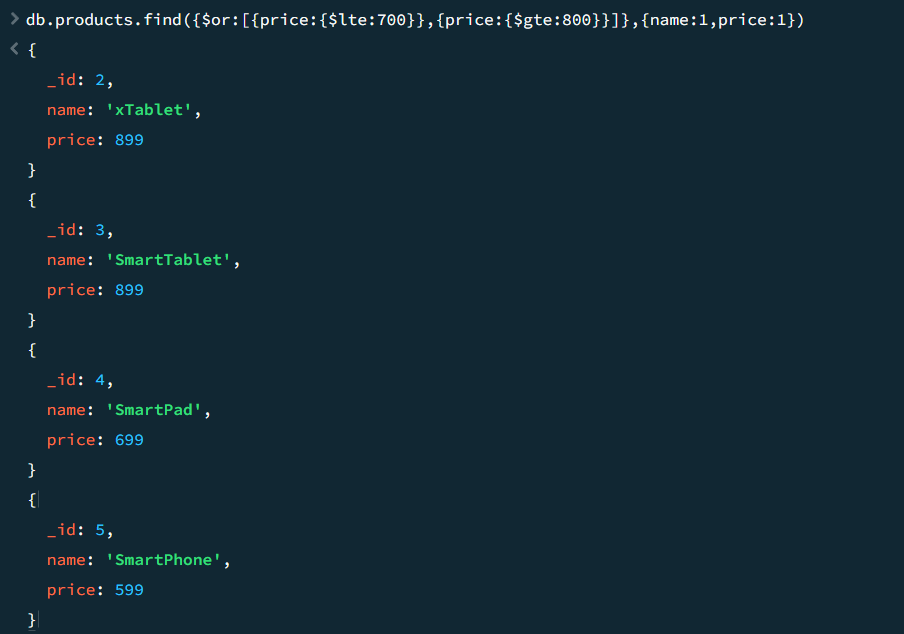 > db.products.find({$or:[{price:{$lte:700}},{price:{$gte:800}}]},{name:1,price:1})
< {
_id: 2,
name: 'xTablet',
price: 899
}
{
_id: 3,
name: 'SmartTablet',
price: 899
}
{
_id: 4,
name: 'SmartPad',
price: 699
}
{
_id: 5,
name: 'SmartPhone',
price: 599
}